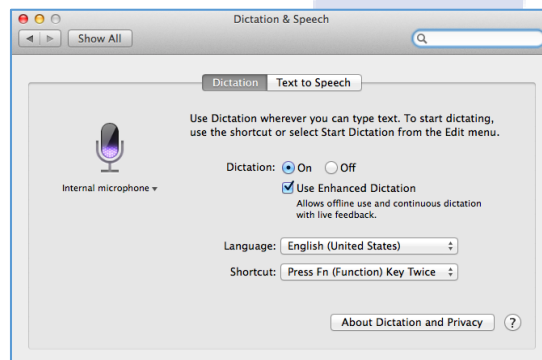 Dictation & Speech
Show All
Dictation Text to Speech
Use Dictation wherever you can type text. To start dictating,
use the shortcut or select Start Dictation from the Edit menu.
Internal microphone
Dictation: On Off
Use Enhanced Dictation
Allows offline use and continuous dictation
with live feedback.
Language: English (United States)
Shortcut: Press Fn (Function) Key Twice
About Dictation and Privacy ?